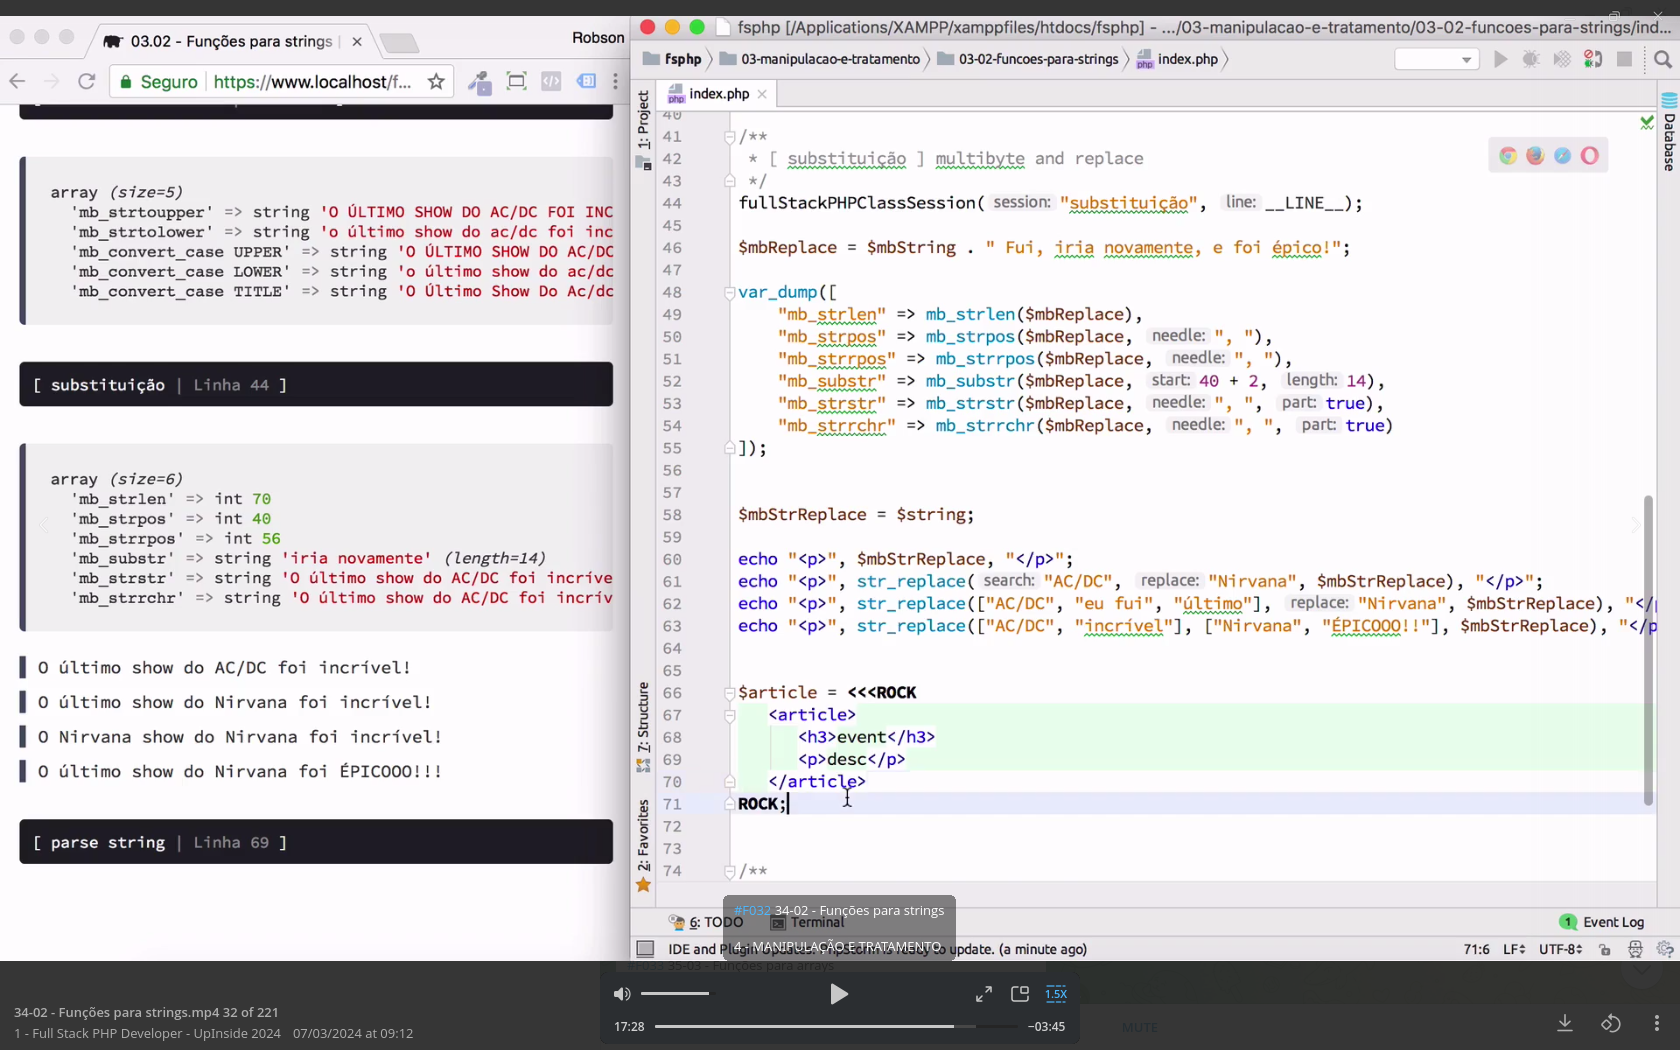 03.02 - Funções para strings |
Robson
Seguro https://www.localhost/f...
array (size=5)
'mb_strtoupper' => string 'O ÚLTIMO SHOW DO AC/DC FOI INC
'mb_strtolower' => string 'o último show do ac/dc foi inc
'mb_convert_case UPPER' => string 'O ÚLTIMO SHOW DO AC/DC
'mb_convert_case LOWER' => string 'o último show do ac/dc
'mb_convert_case TITLE' => string 'O Último Show Do Ac/dc
[ substituição | Linha 44 ]
array (size=6)
'mb_strlen' => int 70
'mb_strpos' => int 40
'mb_strrpos' => int 56
'mb_substr' => string 'iria novamente' (length=14)
'mb_strstr' => string 'O último show do AC/DC foi incríve
'mb_strrchr' => string 'O último show do AC/DC foi incrív
O último show do AC/DC foi incrível!
O último show do Nirvana foi incrível!
O Nirvana show do Nirvana foi incrível!
O último show do Nirvana foi ÉPICOOO!!!
[ parse string | Linha 69 ]
fsphp [/Applications/XAMPP/xamppfiles/htdocs/fsphp] - .../03-manipulacao-e-tratamento/03-02-funcoes-para-strings/ind...
fsphp 03-manipulacao-e-tratamento 03-02-funcoes-para-strings index.php
index.php
1: Project
7: Structure
2: Favorites
Database
40
41 /**
42 * [ substituição ] multibyte and replace
43 */
44 fullStackPHPClassSession( session: "substituição", line: __LINE__);
45
46 $mbReplace = $mbString . " Fui, iria novamente, e foi épico!";
47
48 var_dump([
49 "mb_strlen" => mb_strlen($mbReplace),
50 "mb_strpos" => mb_strpos($mbReplace, needle: ", "),
51 "mb_strrpos" => mb_strrpos($mbReplace, needle: ", "),
52 "mb_substr" => mb_substr($mbReplace, start: 40 + 2, length: 14),
53 "mb_strstr" => mb_strstr($mbReplace, needle: ", ", part: true),
54 "mb_strrchr" => mb_strrchr($mbReplace, needle: ", ", part: true)
55 ]);
56
57
58 $mbStrReplace = $string;
59
60 echo "<p>", $mbStrReplace, "</p>";
61 echo "<p>", str_replace( search: "AC/DC", replace: "Nirvana", $mbStrReplace), "</p>";
62 echo "<p>", str_replace(["AC/DC", "eu fui", "último"], replace: "Nirvana", $mbStrReplace), "</p
63 echo "<p>", str_replace(["AC/DC", "incrível"], ["Nirvana", "ÉPICOOO!!"], $mbStrReplace), "</p
64
65
66 $article = <<<ROCK
67 <article>
68 <h3>event</h3>
69 <p>desc</p>
70 </article>
71 ROCK;
72
73
74 /**
6: TODO Terminal
1 Event Log
#F032 34-02 - Funções para strings
4 - MANIPULAÇÃO E TRATAMENTO
IDE and Plugin Updates: PhpStorm is ready to update. (a minute ago)
71:6 LF UTF-8
35-03 - Funções para arrays
1.5X
17:28 −03:45
MUTE
34-02 - Funções para strings.mp4 32 of 221
1 - Full Stack PHP Developer - UpInside 2024 07/03/2024 at 09:12